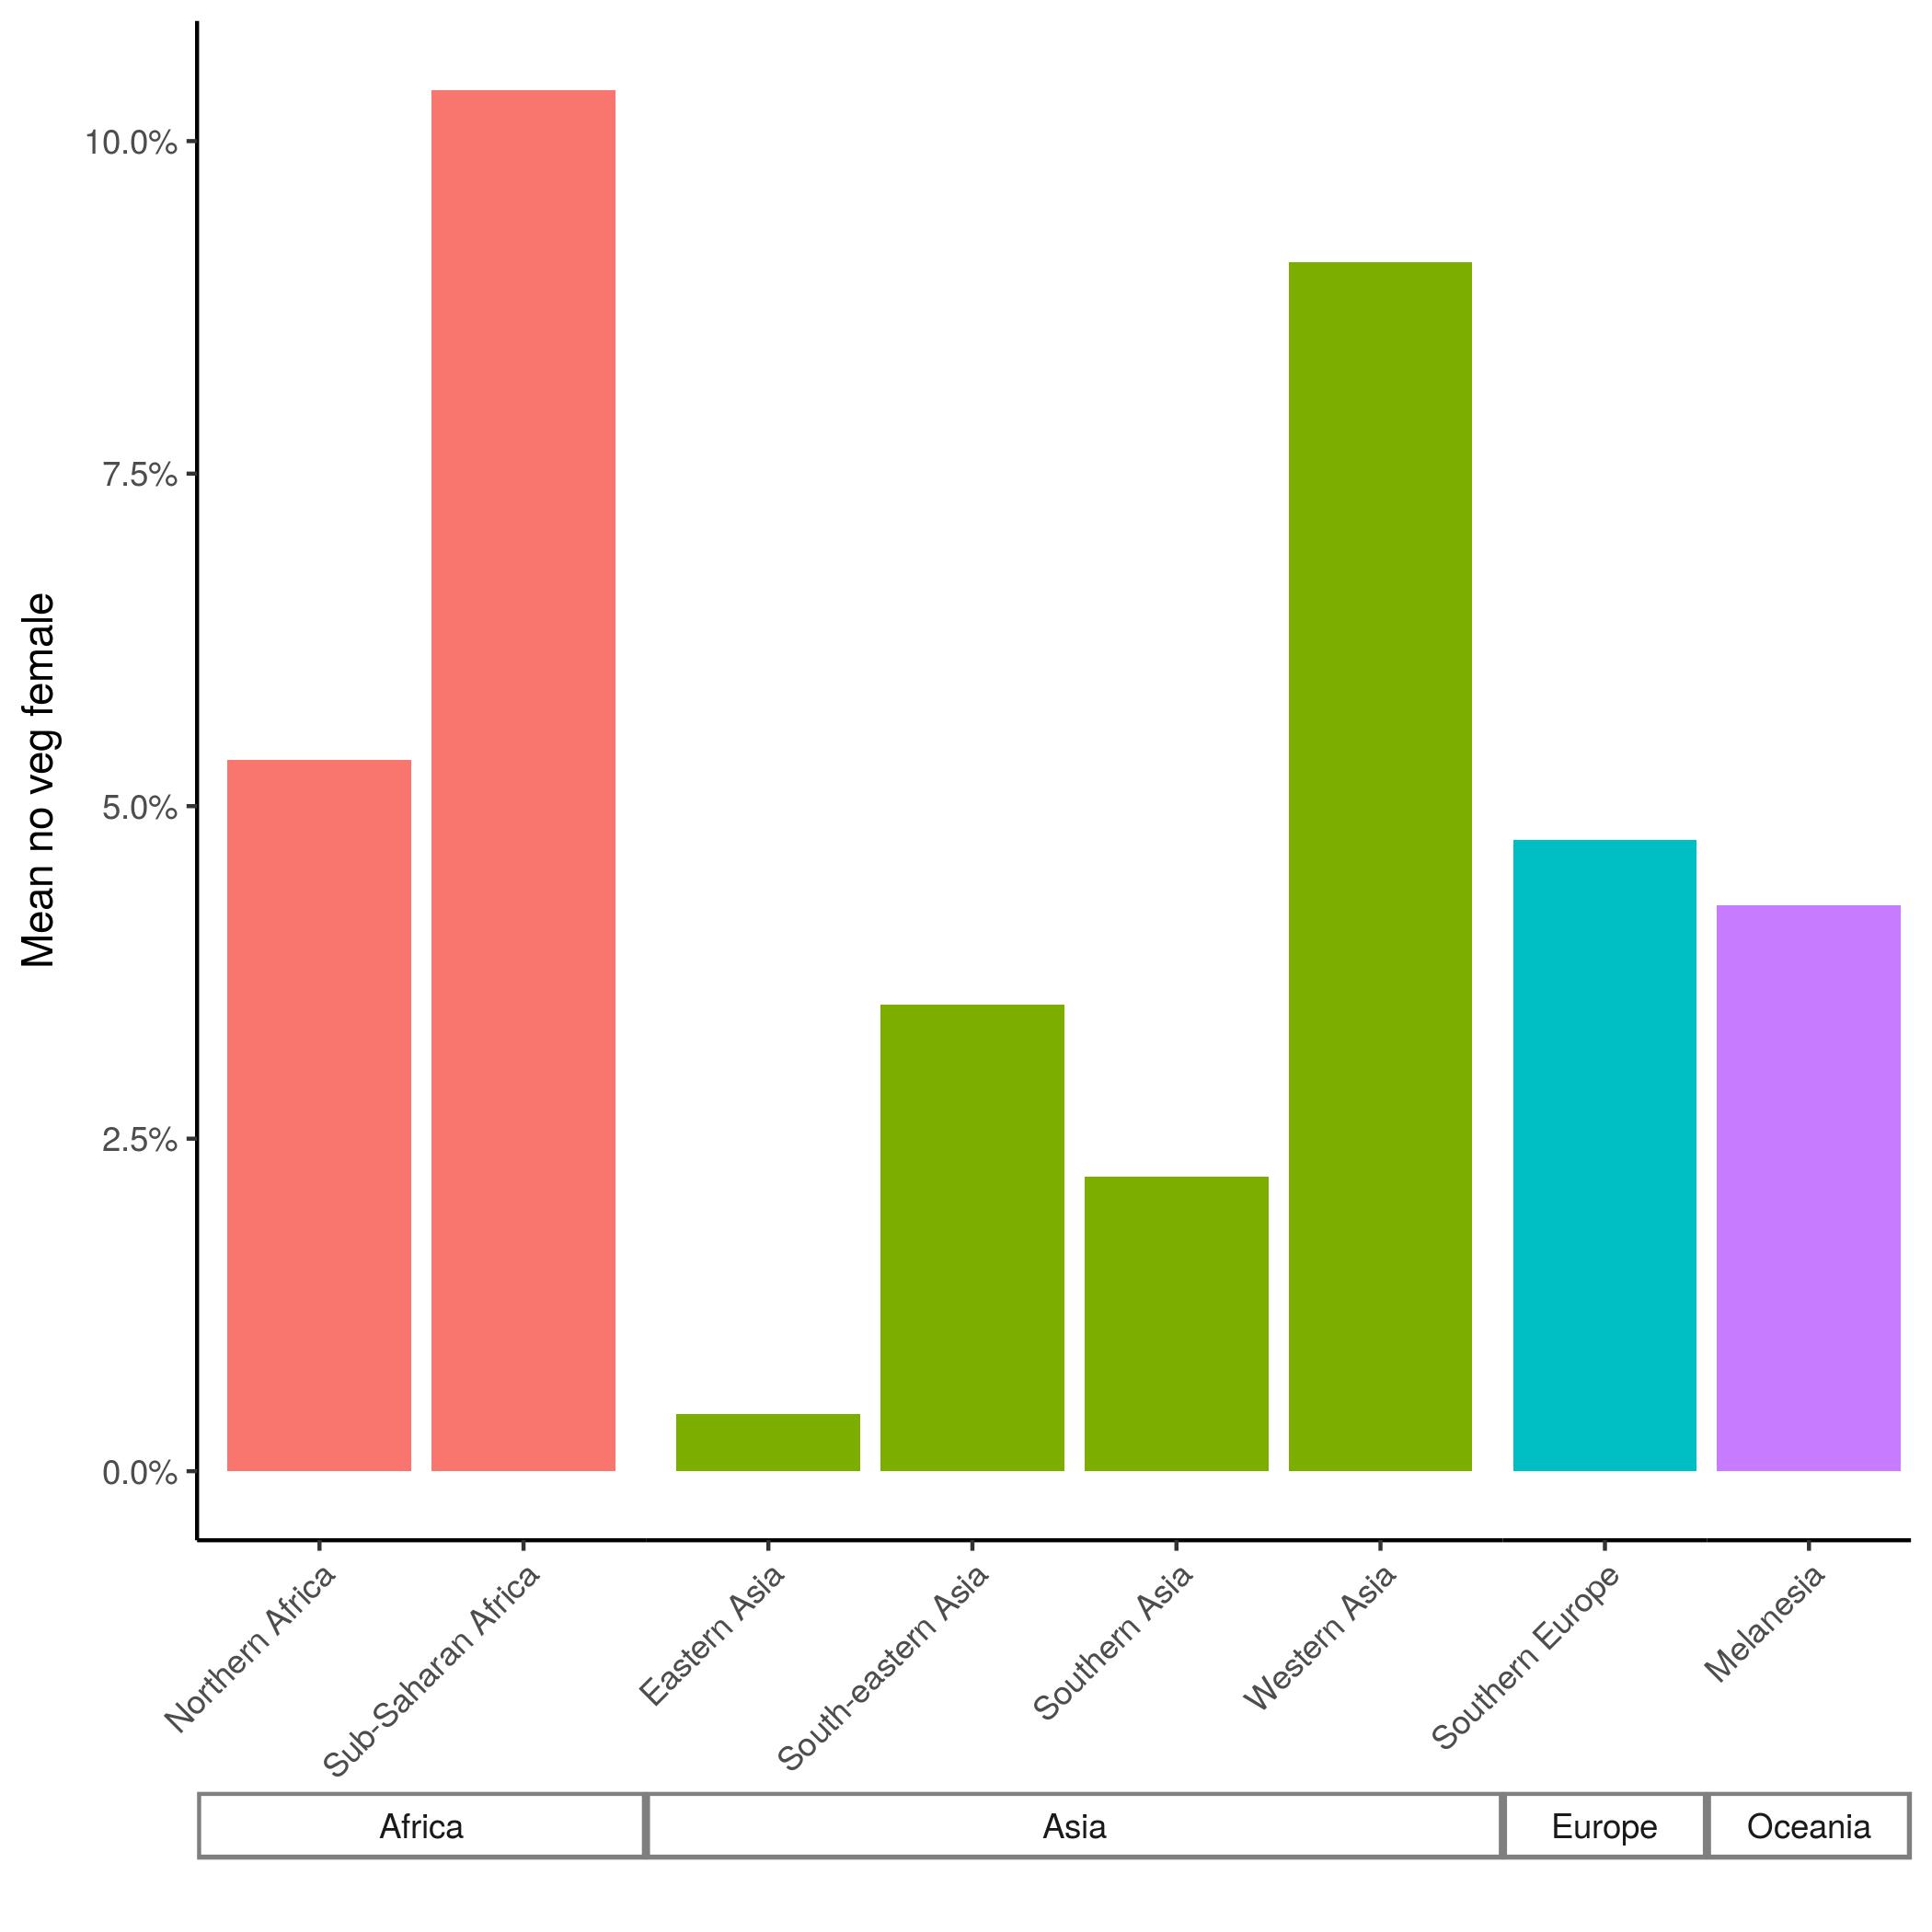 Mean no veg female
10.0%
7.5%
5.0%
2.5%
0.0%
Northern Africa
Sub-Saharan Africa
Eastern Asia
South-eastern Asia
Southern Asia
Western Asia
Southern Europe
Melanesia
Africa
Asia
Europe
Oceania